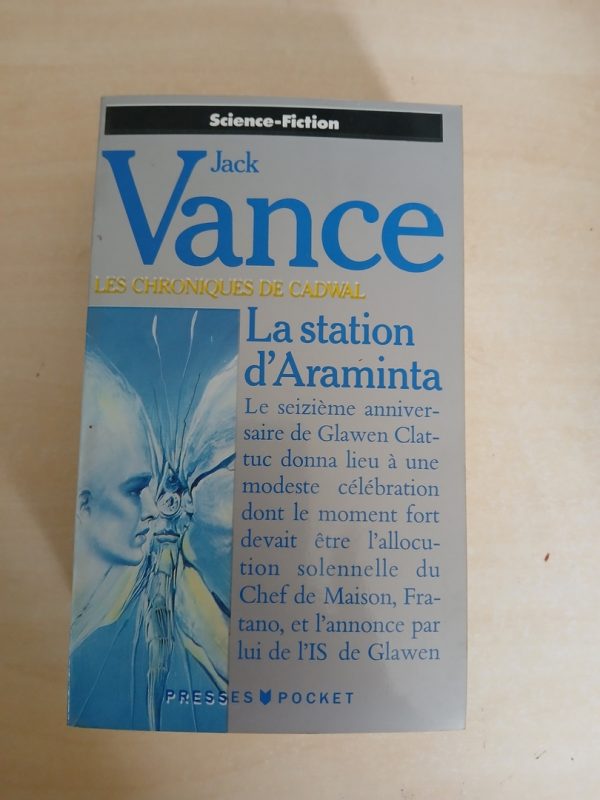 Science-Fiction
Jack
Vance
LES CHRONIQUES DE CADWAL
La station
d'Araminta
Le seizième anniver-
saire de Glawen Clat-
tuc donna lieu à une
modeste célébration
dont le moment fort
devait être l'allocu-
tion solennelle du
Chef de Maison, Fra-
tano, et l'annonce par
lui de l'IS de Glawen
PRESSES POCKET